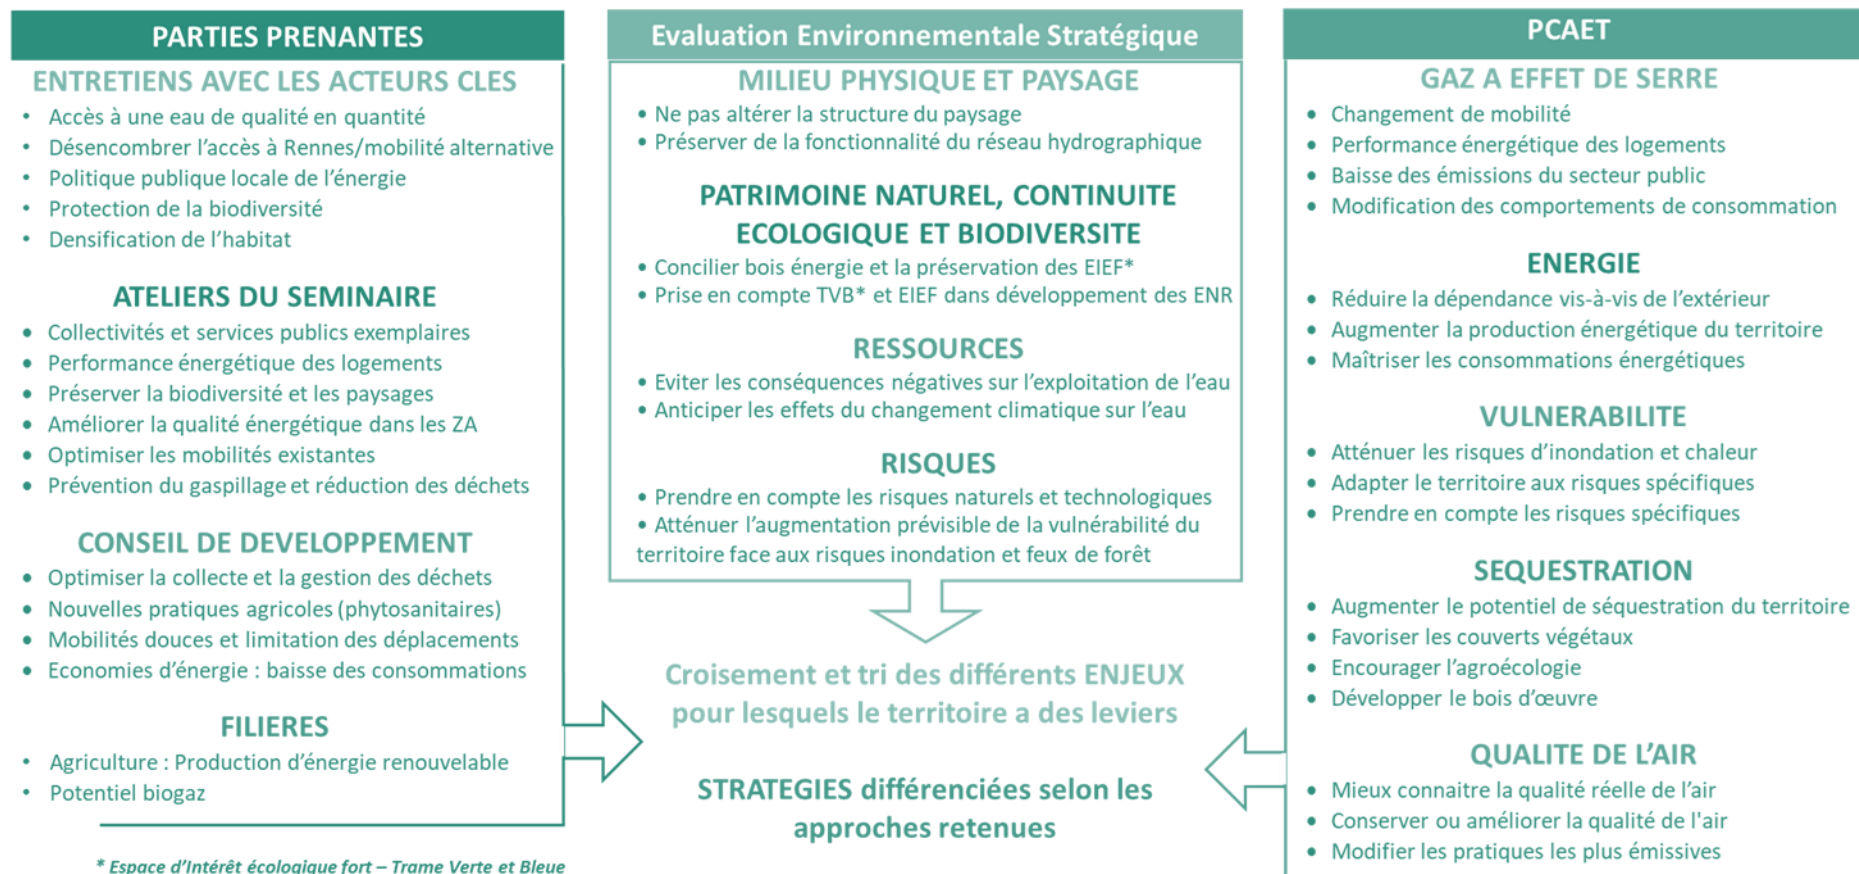 PARTIES PRENANTES
ENTRETIENS AVEC LES ACTEURS CLES
• Accès à une eau de qualité en quantité
• Désencombrer l'accès à Rennes/mobilité alternative
• Politique publique locale de l'énergie
• Protection de la biodiversité
• Densification de l'habitat
ATELIERS DU SEMINAIRE
• Collectivités et services publics exemplaires
• Performance énergétique des logements
• Préserver la biodiversité et les paysages
• Améliorer la qualité énergétique dans les ZA
• Optimiser les mobilités existantes
• Prévention du gaspillage et réduction des déchets
CONSEIL DE DEVELOPPEMENT
• Optimiser la collecte et la gestion des déchets
• Nouvelles pratiques agricoles (phytosanitaires)
• Mobilités douces et limitation des déplacements
• Economies d'énergie : baisse des consommations
FILIERES
• Agriculture : Production d'énergie renouvelable
• Potentiel biogaz
* Espace d'Intérêt écologique fort – Trame Verte et Bleue
Evaluation Environnementale Stratégique
MILIEU PHYSIQUE ET PAYSAGE
• Ne pas altérer la structure du paysage
• Préserver de la fonctionnalité du réseau hydrographique
PATRIMOINE NATUREL, CONTINUITE
ECOLOGIQUE ET BIODIVERSITE
• Concilier bois énergie et la préservation des EIEF*
• Prise en compte TVB* et EIEF dans développement des ENR
RESSOURCES
• Eviter les conséquences négatives sur l'exploitation de l'eau
• Anticiper les effets du changement climatique sur l'eau
RISQUES
• Prendre en compte les risques naturels et technologiques
• Atténuer l'augmentation prévisible de la vulnérabilité du
territoire face aux risques inondation et feux de forêt
Croisement et tri des différents ENJEUX
pour lesquels le territoire a des leviers
STRATEGIES différenciées selon les
approches retenues
PCAET
GAZ A EFFET DE SERRE
• Changement de mobilité
• Performance énergétique des logements
• Baisse des émissions du secteur public
• Modification des comportements de consommation
ENERGIE
• Réduire la dépendance vis-à-vis de l'extérieur
• Augmenter la production énergétique du territoire
• Maîtriser les consommations énergétiques
VULNERABILITE
• Atténuer les risques d'inondation et chaleur
• Adapter le territoire aux risques spécifiques
• Prendre en compte les risques spécifiques
SEQUESTRATION
• Augmenter le potentiel de séquestration du territoire
• Favoriser les couverts végétaux
• Encourager l'agroécologie
• Développer le bois d'œuvre
QUALITE DE L'AIR
• Mieux connaitre la qualité réelle de l'air
• Conserver ou améliorer la qualité de l'air
• Modifier les pratiques les plus émissives